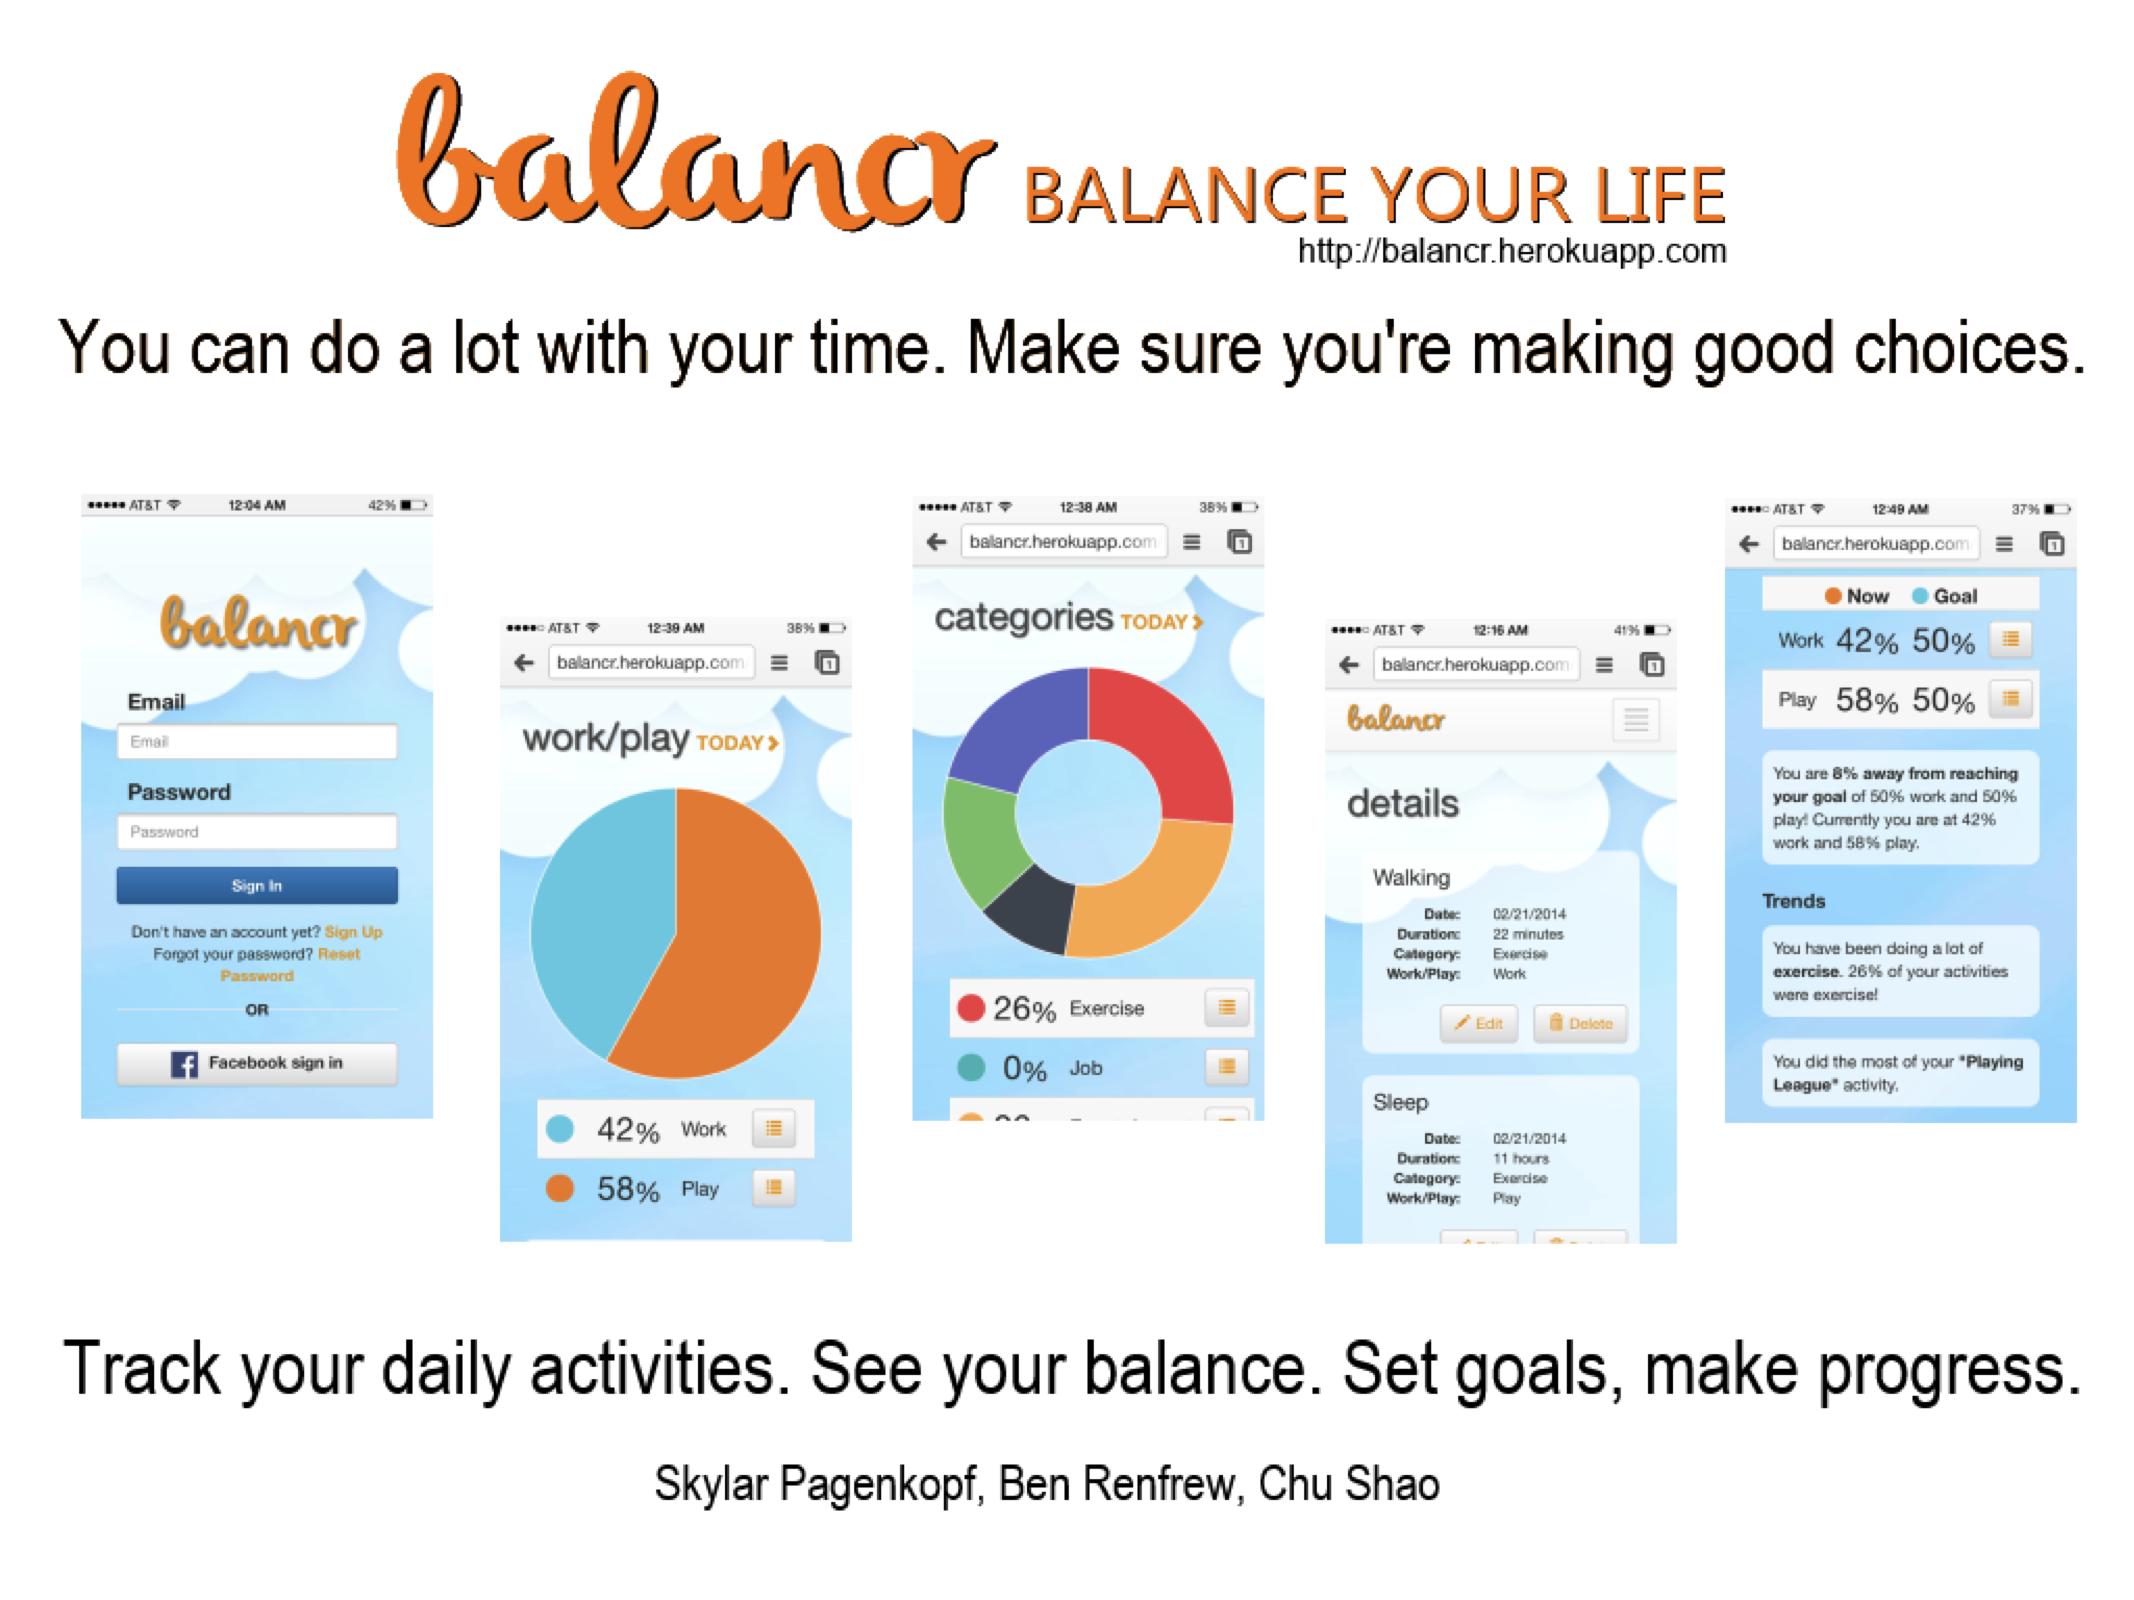 balancr BALANCE YOUR LIFE
http://balancr.herokuapp.com
You can do a lot with your time. Make sure you're making good choices.
AT&T 12:04 AM 42%
balancr
Email
Email
Password
Password
Sign In
Don't have an account yet? Sign Up
Forgot your password? Reset
Password
OR
Facebook sign in
AT&T 12:39 AM 38%
balancr.herokuapp.com
1
work/play TODAY
42% Work
58% Play
AT&T 12:38 AM 38%
balancr.herokuapp.com
1
categories TODAY
26% Exercise
0% Job
AT&T 12:16 AM 41%
balancr.herokuapp.com
1
balancr
details
Walking
Date: 02/21/2014
Duration: 22 minutes
Category: Exercise
Work/Play: Work
Edit Delete
Sleep
Date: 02/21/2014
Duration: 11 hours
Category: Exercise
Work/Play: Play
AT&T 12:49 AM 37%
balancr.herokuapp.com
1
Now Goal
Work 42% 50%
Play 58% 50%
You are 8% away from reaching
your goal of 50% work and 50%
play! Currently you are at 42%
work and 58% play.
Trends
You have been doing a lot of
exercise. 26% of your activities
were exercise!
You did the most of your "Playing
League" activity.
Track your daily activities. See your balance. Set goals, make progress.
Skylar Pagenkopf, Ben Renfrew, Chu Shao